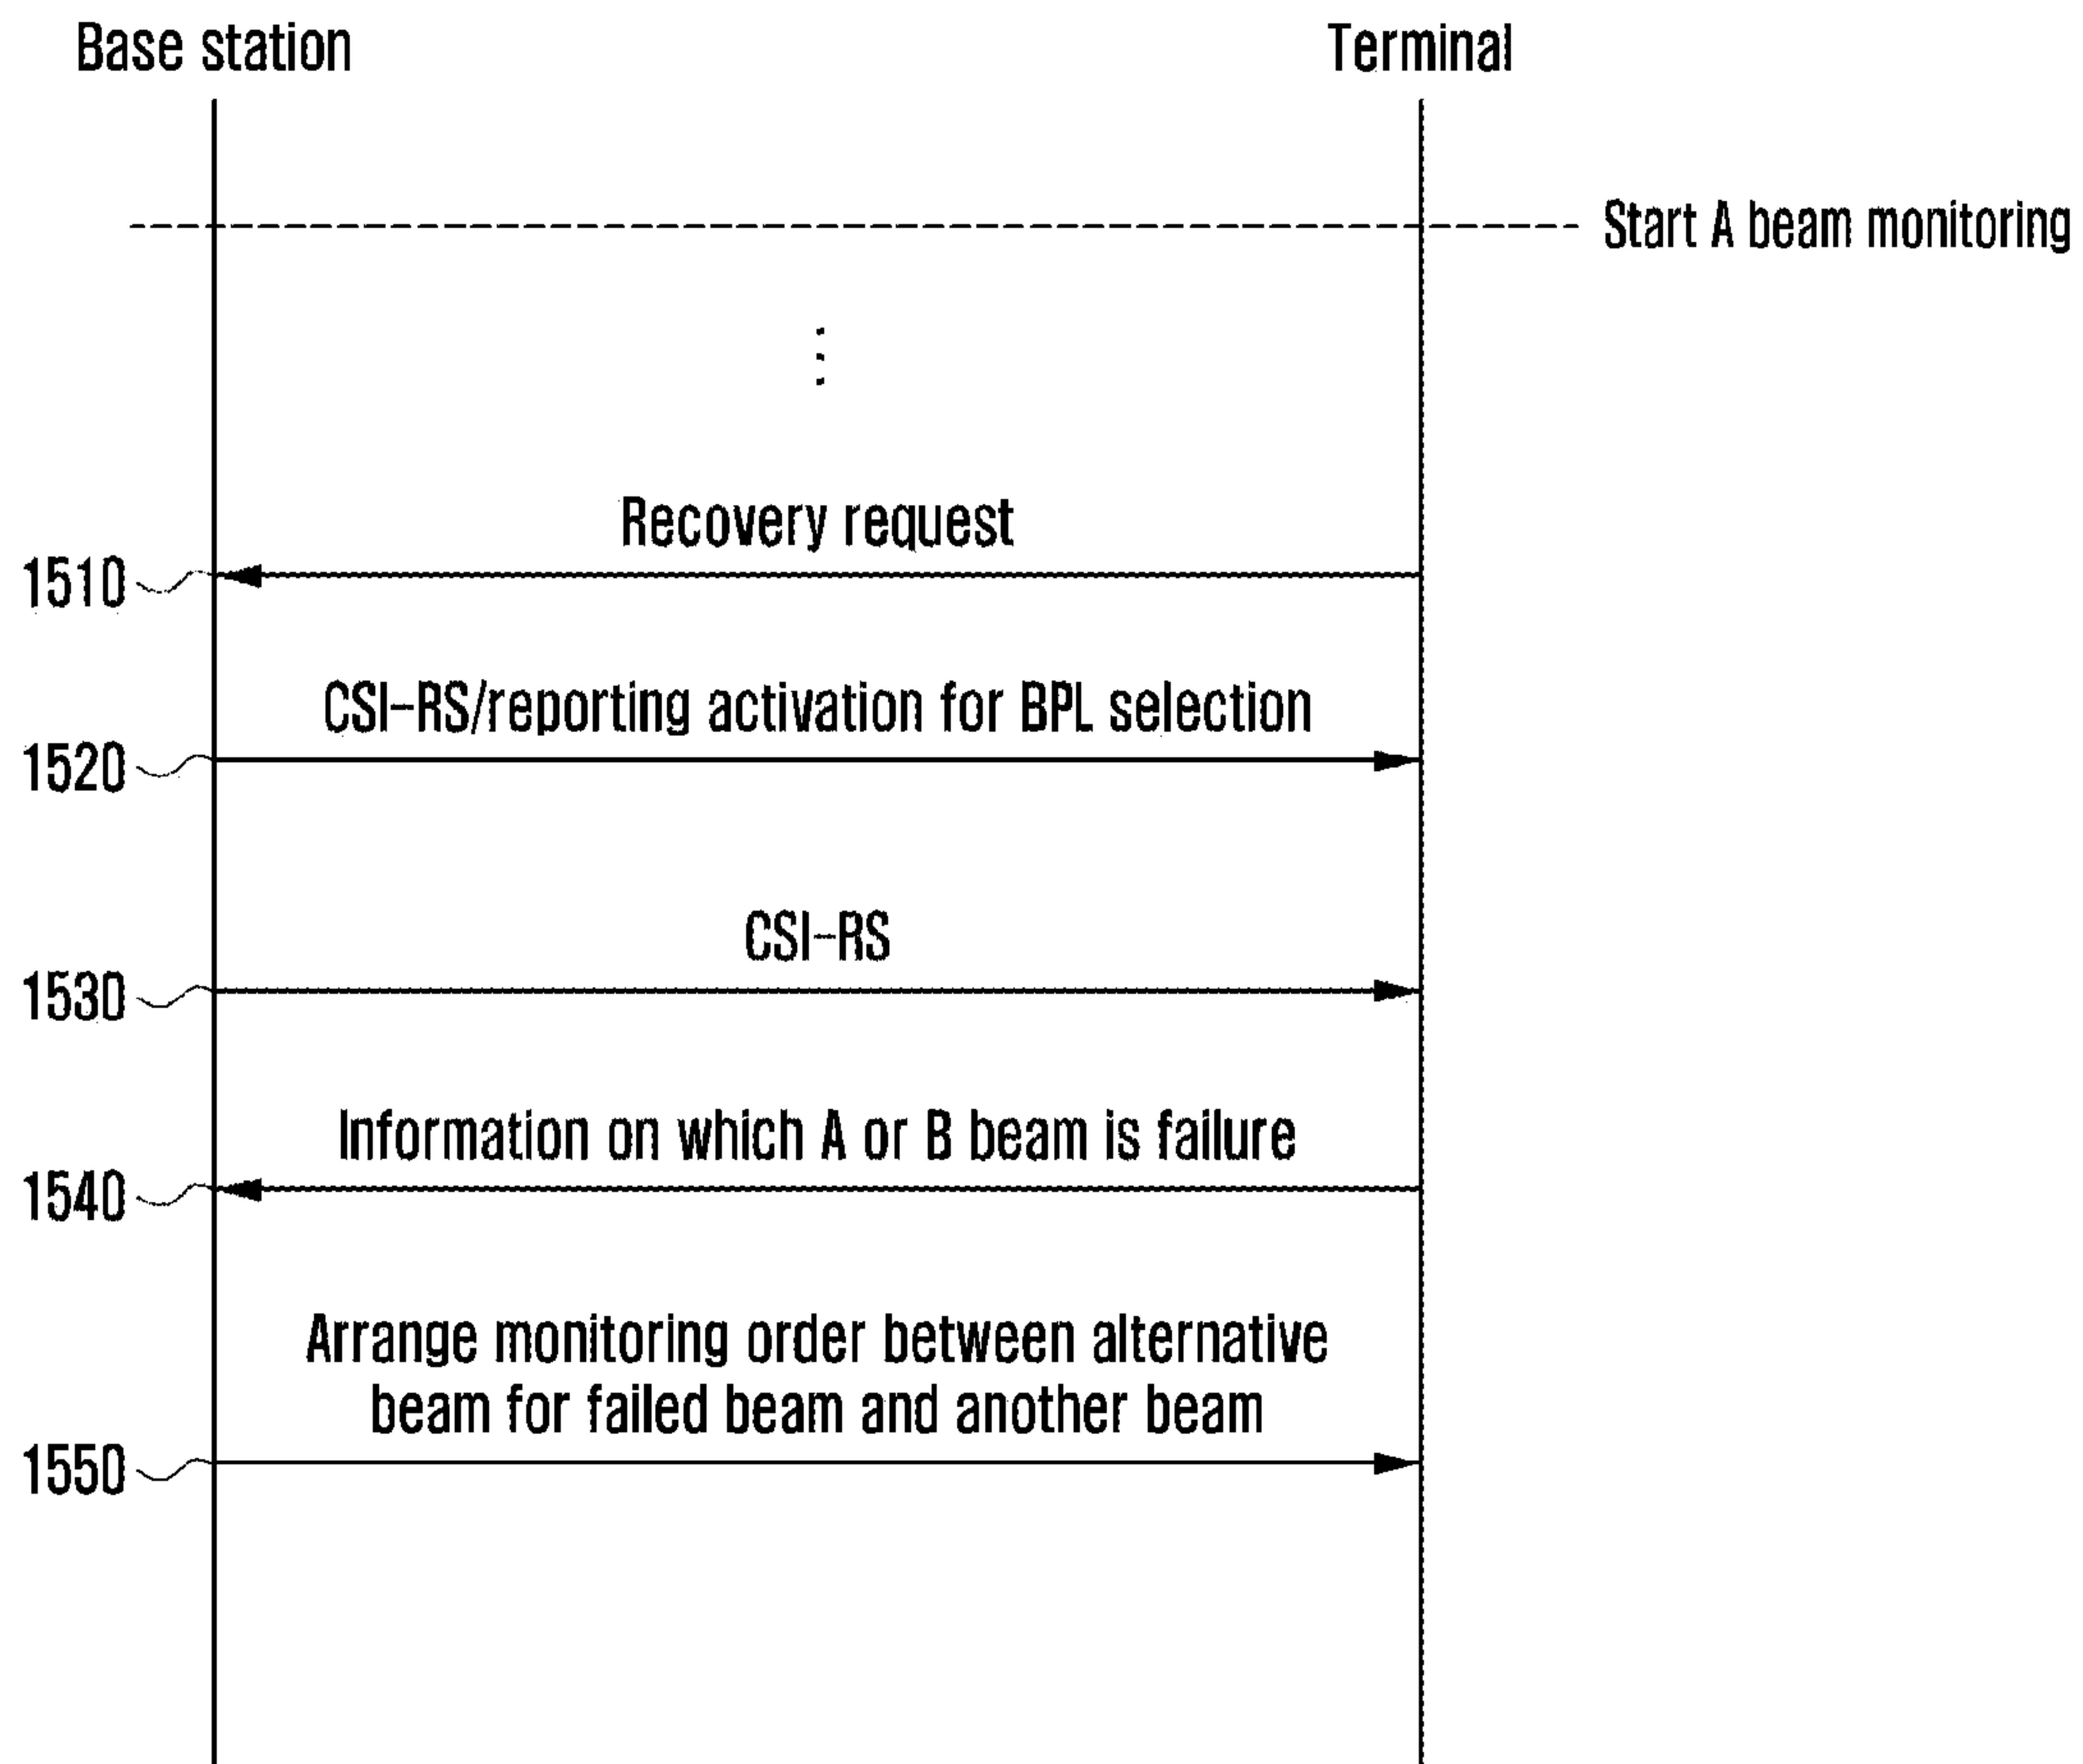 Base station
Terminal
Start A beam monitoring
Recovery request
1510
CSI-RS/reporting activation for BPL selection
1520
CSI-RS
1530
Information on which A or B beam is failure
1540
Arrange monitoring order between alternative
beam for failed beam and another beam
1550